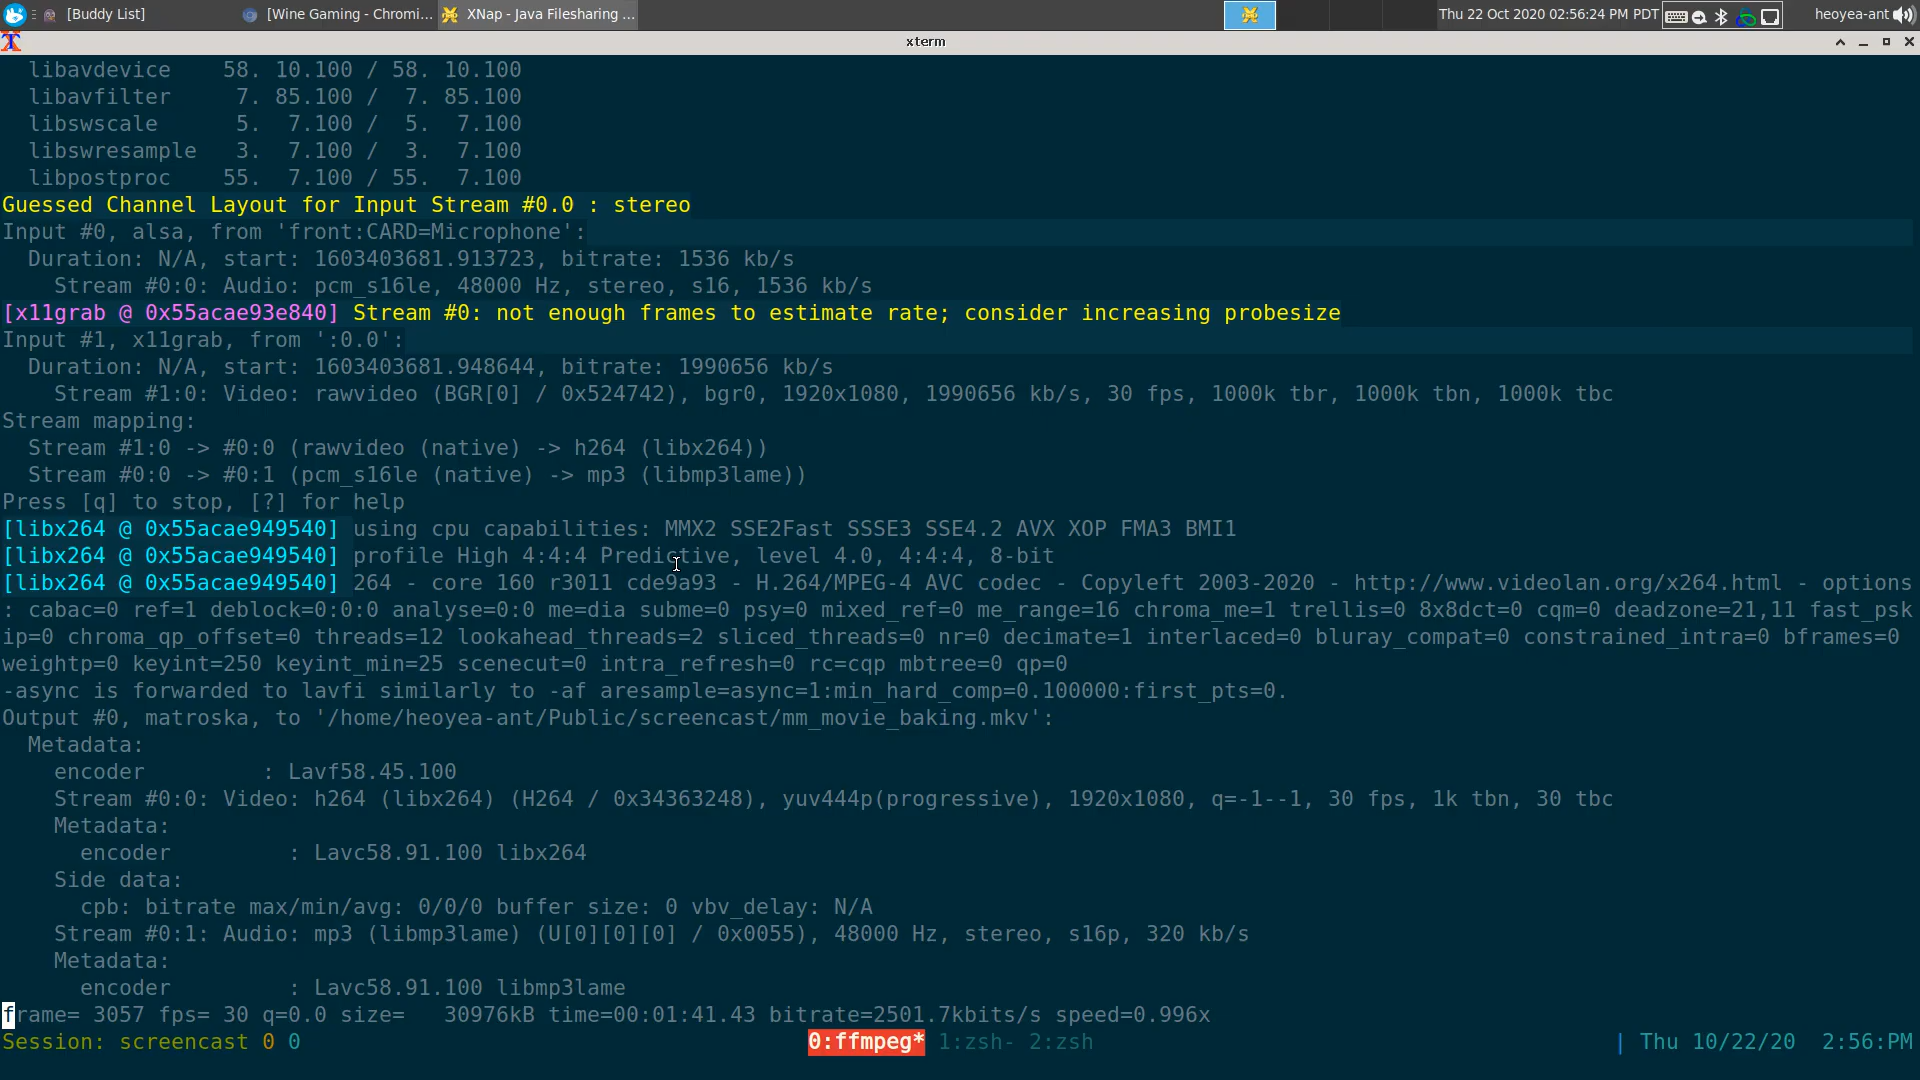 [Buddy List] [Wine Gaming - Chromi... XNap - Java Filesharing ... Thu 22 Oct 2020 02:56:24 PM PDT heoyea-ant
xterm
libavdevice    58. 10.100 / 58. 10.100
libavfilter     7. 85.100 /  7. 85.100
libswscale      5.  7.100 /  5.  7.100
libswresample   3.  7.100 /  3.  7.100
libpostproc    55.  7.100 / 55.  7.100
Guessed Channel Layout for Input Stream #0.0 : stereo
Input #0, alsa, from 'front:CARD=Microphone':
Duration: N/A, start: 1603403681.913723, bitrate: 1536 kb/s
Stream #0:0: Audio: pcm_s16le, 48000 Hz, stereo, s16, 1536 kb/s
[x11grab @ 0x55acae93e840] Stream #0: not enough frames to estimate rate; consider increasing probesize
Input #1, x11grab, from ':0.0':
Duration: N/A, start: 1603403681.948644, bitrate: 1990656 kb/s
Stream #1:0: Video: rawvideo (BGR[0] / 0x524742), bgr0, 1920x1080, 1990656 kb/s, 30 fps, 1000k tbr, 1000k tbn, 1000k tbc
Stream mapping:
Stream #1:0 -> #0:0 (rawvideo (native) -> h264 (libx264))
Stream #0:0 -> #0:1 (pcm_s16le (native) -> mp3 (libmp3lame))
Press [q] to stop, [?] for help
[libx264 @ 0x55acae949540] using cpu capabilities: MMX2 SSE2Fast SSSE3 SSE4.2 AVX XOP FMA3 BMI1
[libx264 @ 0x55acae949540] profile High 4:4:4 Predictive, level 4.0, 4:4:4, 8-bit
[libx264 @ 0x55acae949540] 264 - core 160 r3011 cde9a93 - H.264/MPEG-4 AVC codec - Copyleft 2003-2020 - http://www.videolan.org/x264.html - options
: cabac=0 ref=1 deblock=0:0:0 analyse=0:0 me=dia subme=0 psy=0 mixed_ref=0 me_range=16 chroma_me=1 trellis=0 8x8dct=0 cqm=0 deadzone=21,11 fast_psk
ip=0 chroma_qp_offset=0 threads=12 lookahead_threads=2 sliced_threads=0 nr=0 decimate=1 interlaced=0 bluray_compat=0 constrained_intra=0 bframes=0
weightp=0 keyint=250 keyint_min=25 scenecut=0 intra_refresh=0 rc=cqp mbtree=0 qp=0
-async is forwarded to lavfi similarly to -af aresample=async=1:min_hard_comp=0.100000:first_pts=0.
Output #0, matroska, to '/home/heoyea-ant/Public/screencast/mm_movie_baking.mkv':
Metadata:
encoder         : Lavf58.45.100
Stream #0:0: Video: h264 (libx264) (H264 / 0x34363248), yuv444p(progressive), 1920x1080, q=-1--1, 30 fps, 1k tbn, 30 tbc
Metadata:
encoder         : Lavc58.91.100 libx264
Side data:
cpb: bitrate max/min/avg: 0/0/0 buffer size: 0 vbv_delay: N/A
Stream #0:1: Audio: mp3 (libmp3lame) (U[0][0][0] / 0x0055), 48000 Hz, stereo, s16p, 320 kb/s
Metadata:
encoder         : Lavc58.91.100 libmp3lame
frame= 3057 fps= 30 q=0.0 size=   30976kB time=00:01:41.43 bitrate=2501.7kbits/s speed=0.996x
Session: screencast 0 0 0:ffmpeg* 1:zsh- 2:zsh | Thu 10/22/20  2:56:PM